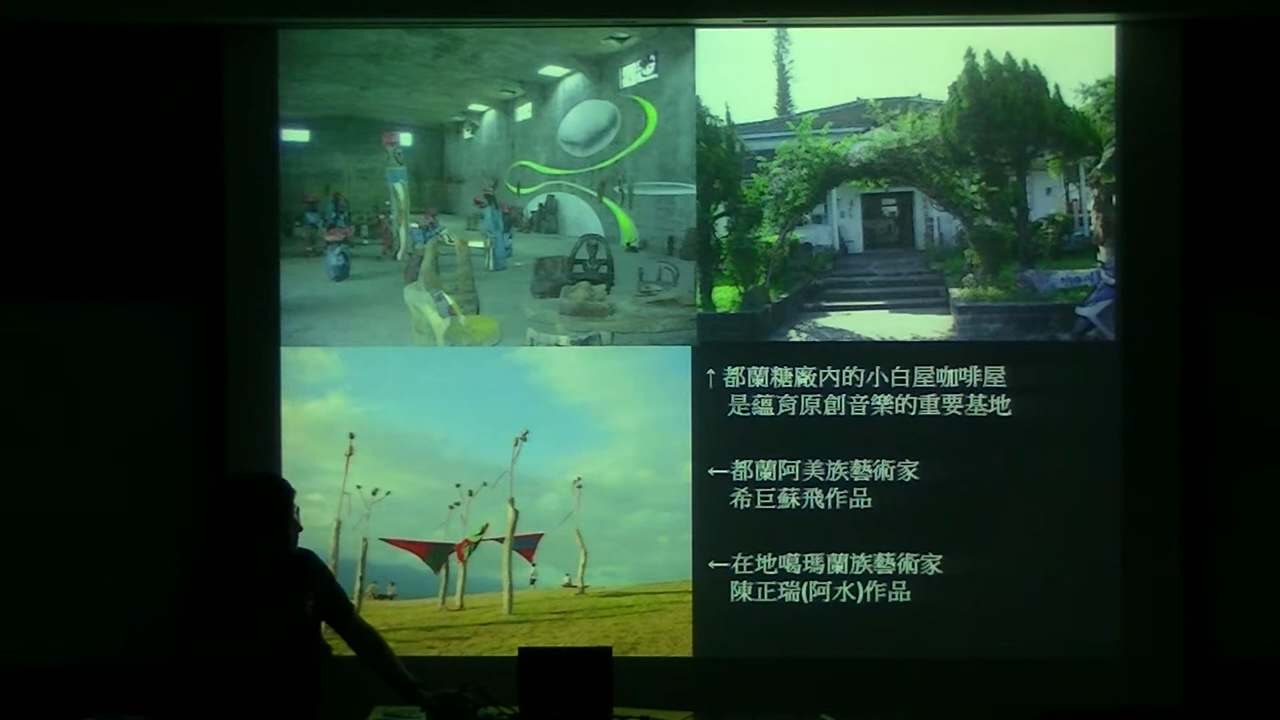 ↑都蘭糖廠內的小白屋咖啡屋
是蘊育原創音樂的重要基地
←都蘭阿美族藝術家
希巨蘇飛作品
←在地噶瑪蘭族藝術家
陳正瑞(阿水)作品